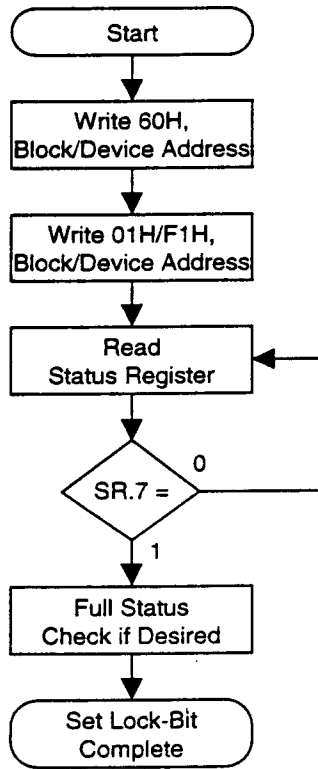 Start
Write 60H,
Block/Device Address
Write 01H/F1H,
Block/Device Address
Read
Status Register
SR.7 =
0
1
Full Status
Check if Desired
Set Lock-Bit
Complete